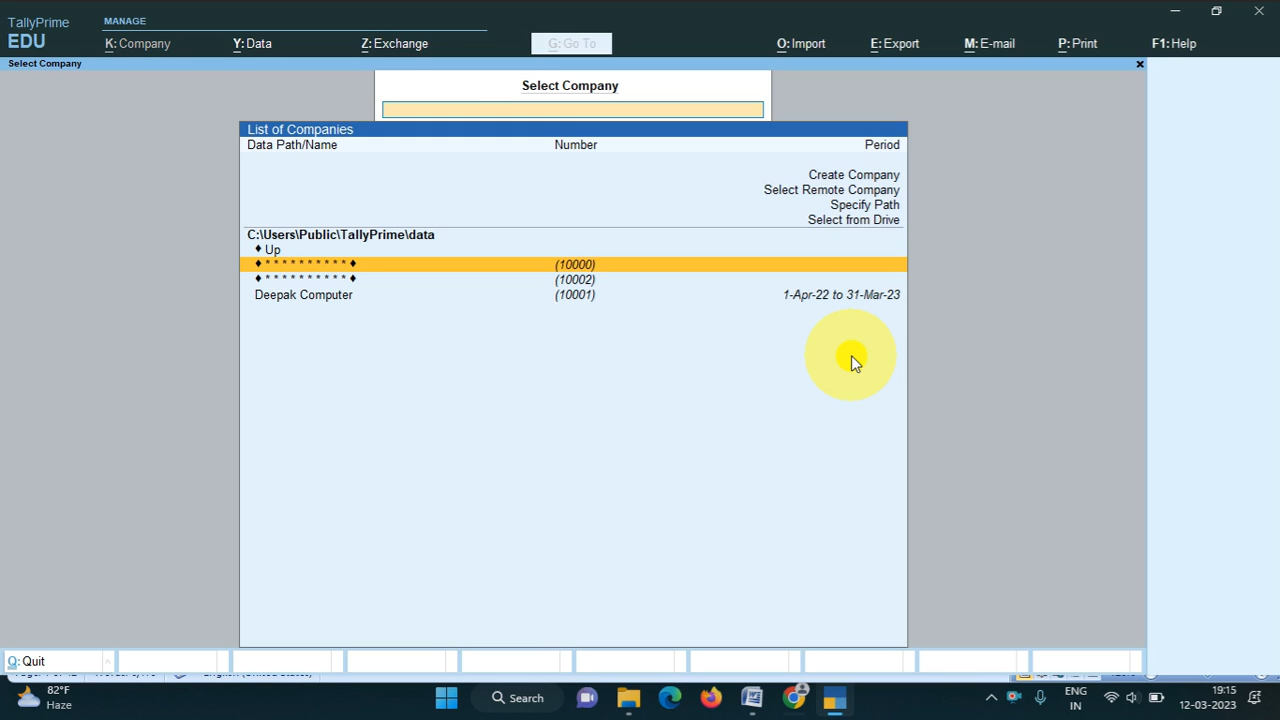 TallyPrime
EDU
MANAGE
K: Company
Y: Data
Z: Exchange
G: Go To
O: Import
E: Export
M: E-mail
P: Print
F1: Help
Select Company
Select Company
List of Companies
Data Path/Name Number Period
Create Company
Select Remote Company
Specify Path
Select from Drive
C:\Users\Public\TallyPrime\data
♦ Up
♦ * * * * * * * * * * ♦ (10000)
♦ * * * * * * * * * * ♦ (10002)
Deepak Computer (10001) 1-Apr-22 to 31-Mar-23
Q: Quit
82°F
Haze
Search
ENG
IN
19:15
12-03-2023